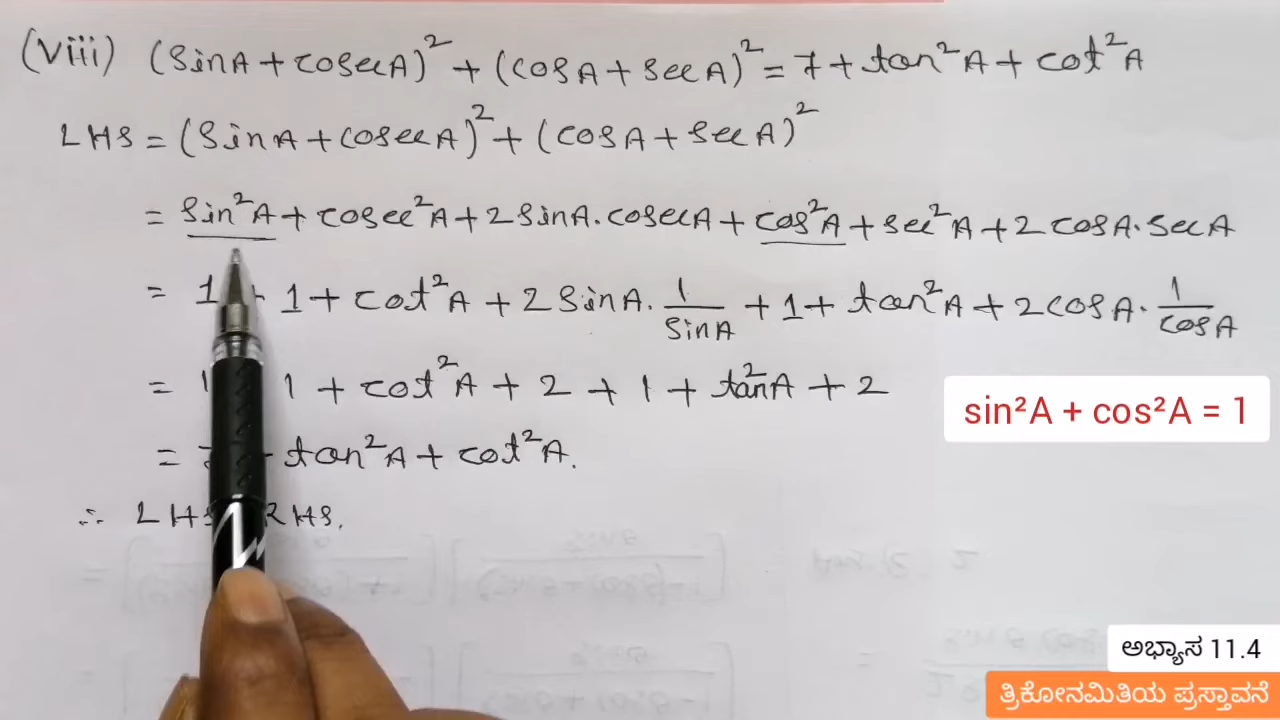 (viii) (sinA + cosecA)² + (cosA + secA)² = 7 + tan²A + cot²A
LHS = (sinA + cosecA)² + (cosA + secA)²
= sin²A + cosec²A + 2 sinA. cosecA + cos²A + sec²A + 2 cosA. secA
= 1 + 1 + cot²A + 2 sinA. 1/sinA + 1 + tan²A + 2 cosA. 1/cosA
= 1 1 + cot²A + 2 + 1 + tan²A + 2
sin²A + cos²A = 1
= tan²A + cot²A.
∴ LHS RHS.
ಅಭ್ಯಾಸ 11.4
ತ್ರಿಕೋನಮಿತಿಯ ಪ್ರಸ್ತಾವನೆ